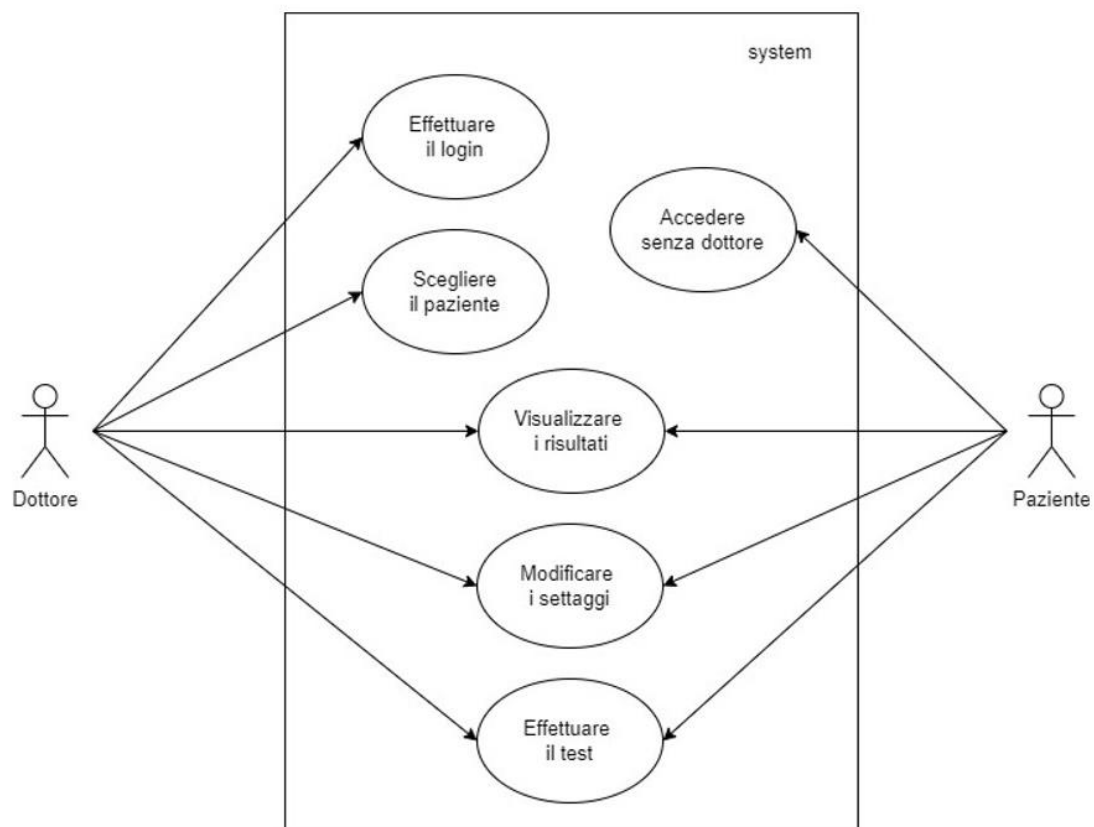 system
Effettuare
il login
Accedere
senza dottore
Scegliere
il paziente
Visualizzare
i risultati
Dottore
Paziente
Modificare
i settaggi
Effettuare
il test